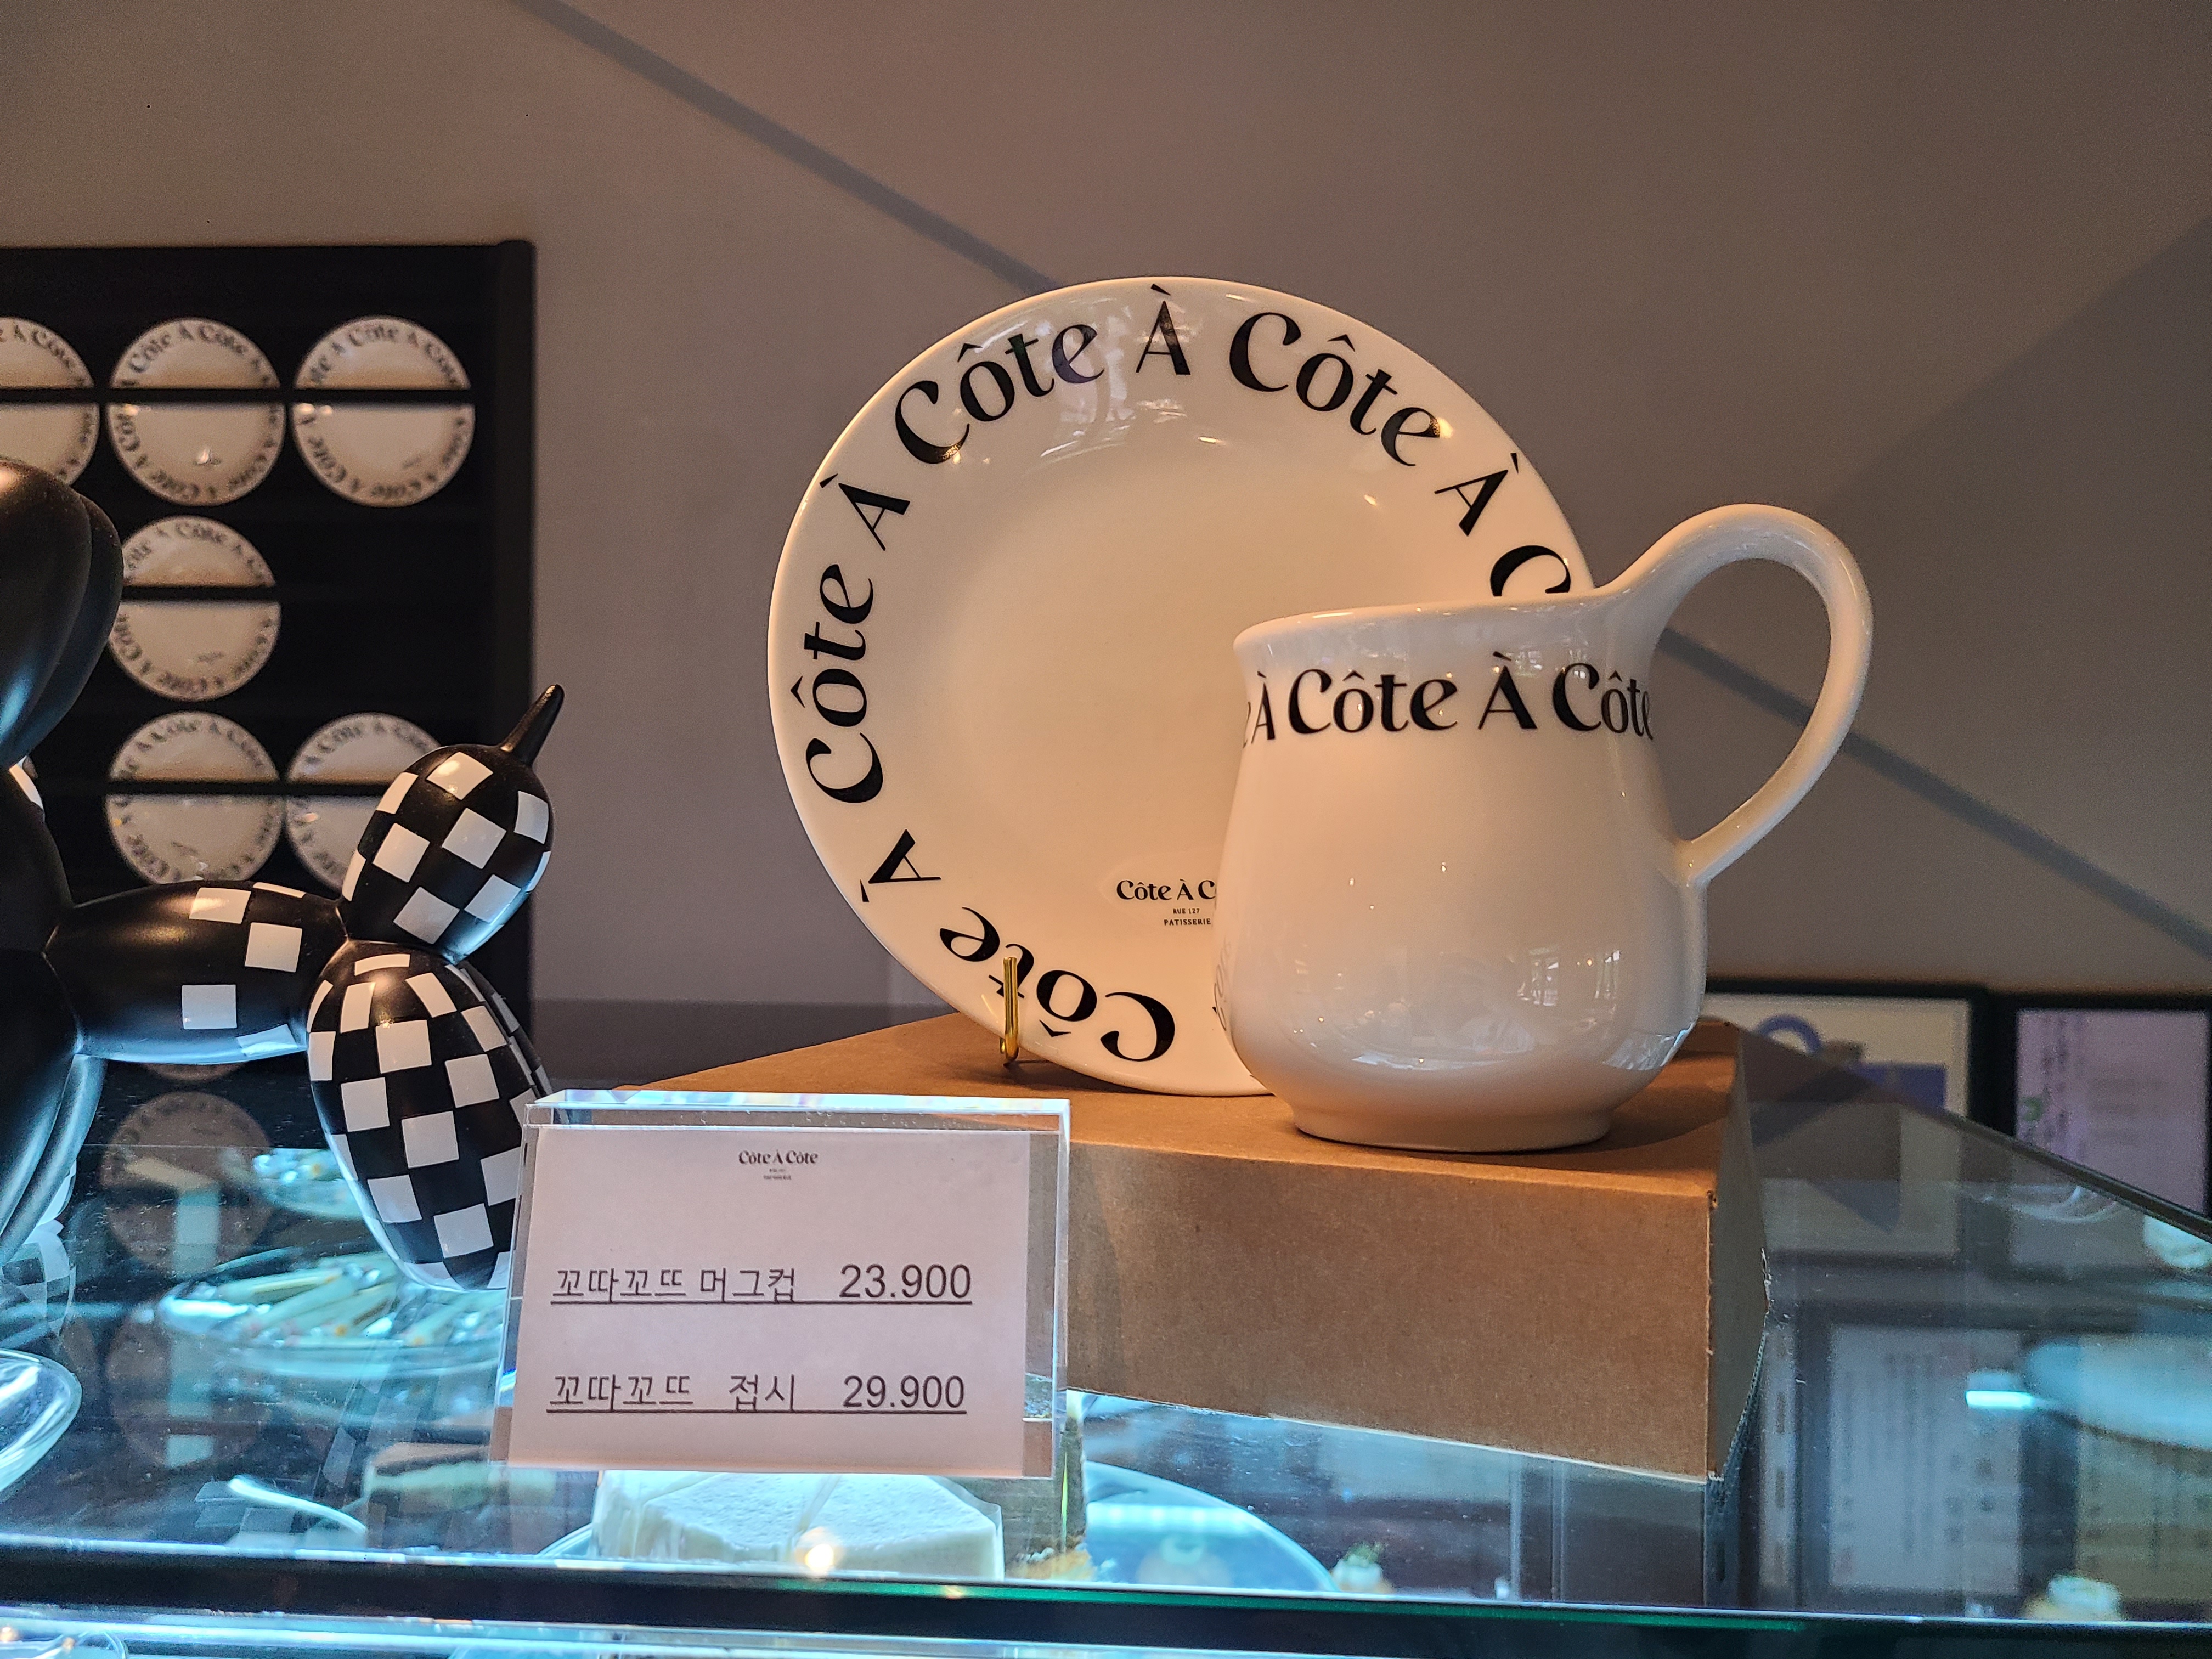 Côte À Côte À Côte À Côte À C
Côte À C
RUE 127
PATISSERIE
À Côte À Côte
Côte À Côte
꼬따꼬뜨 머그컵 23.900
꼬따꼬뜨 접시 29.900